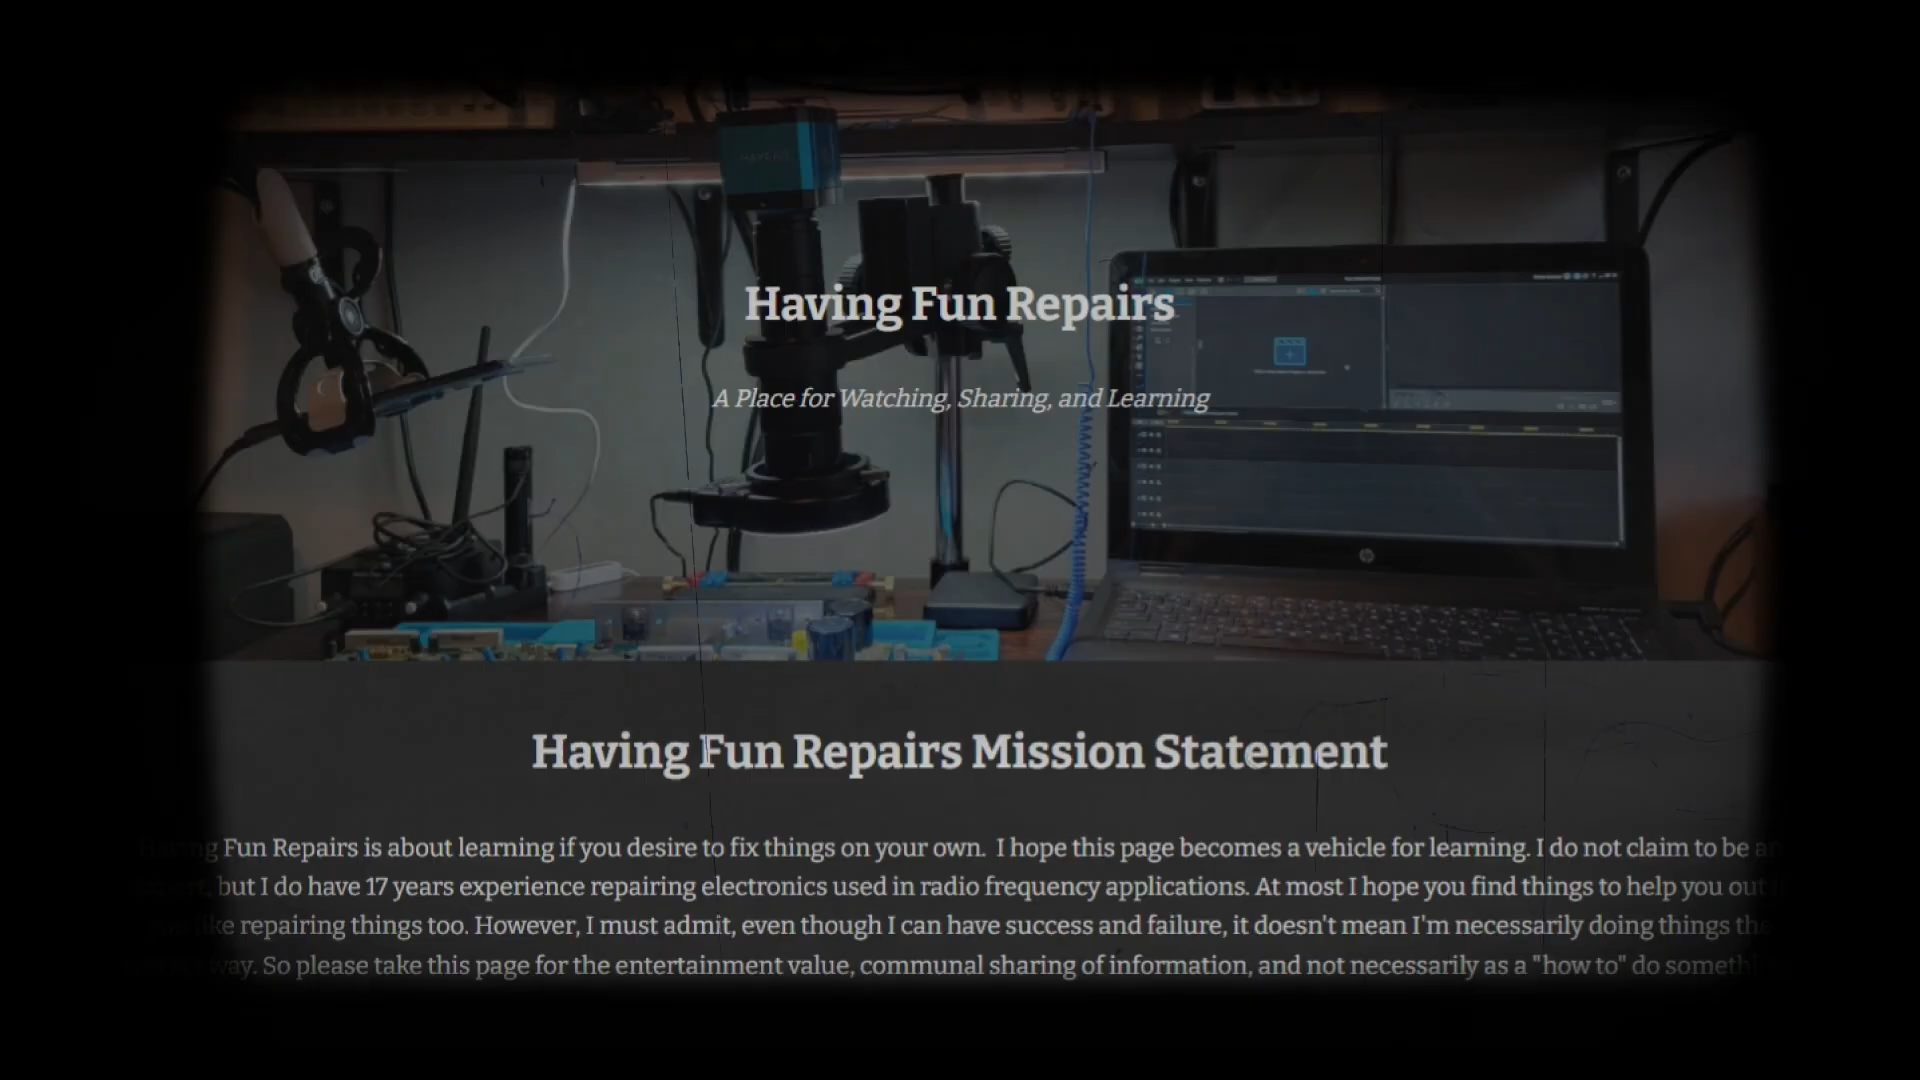 Having Fun Repairs
A Place for Watching, Sharing, and Learning
Having Fun Repairs Mission Statement
Having Fun Repairs is about learning if you desire to fix things on your own. I hope this page becomes a vehicle for learning. I do not claim to be an
but I do have 17 years experience repairing electronics used in radio frequency applications. At most I hope you find things to help you out
like repairing things too. However, I must admit, even though I can have success and failure, it doesn't mean I'm necessarily doing things the
way. So please take this page for the entertainment value, communal sharing of information, and not necessarily as a "how to" do someth